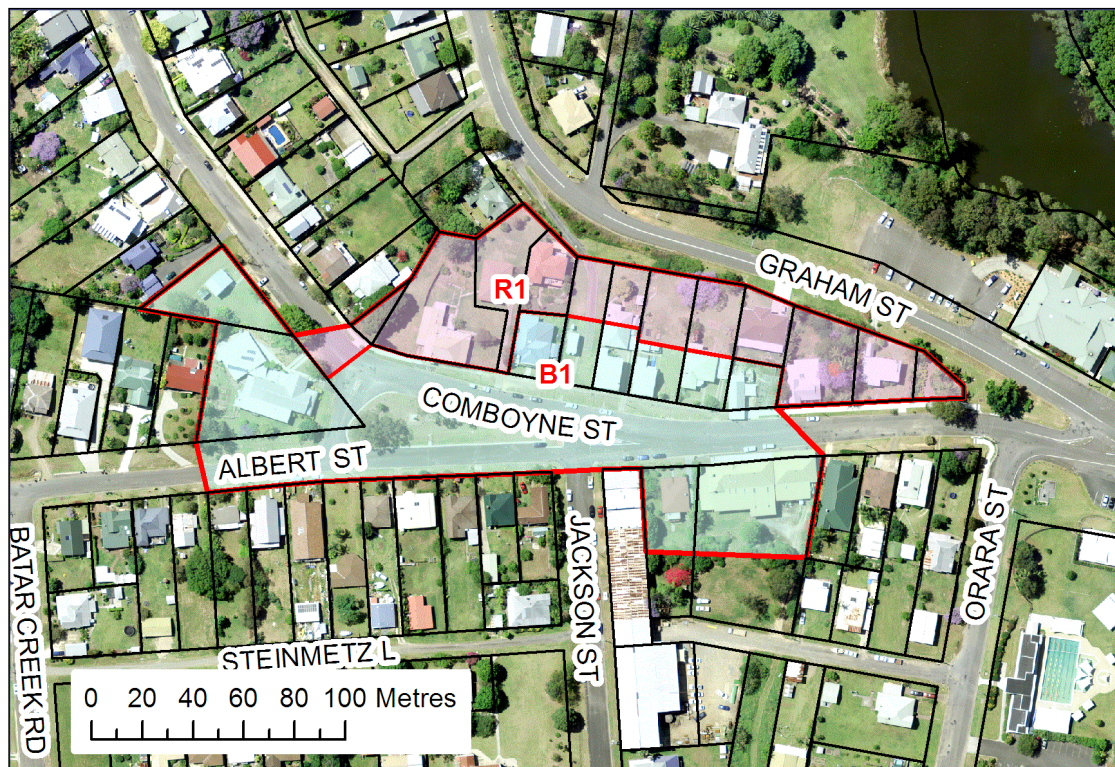 GRAHAM ST
R1
B1
COMBOYNE ST
ALBERT ST
BATAR CREEK RD
JACKSON ST
ORARA ST
STEINMETZ L
0 20 40 60 80 100 Metres